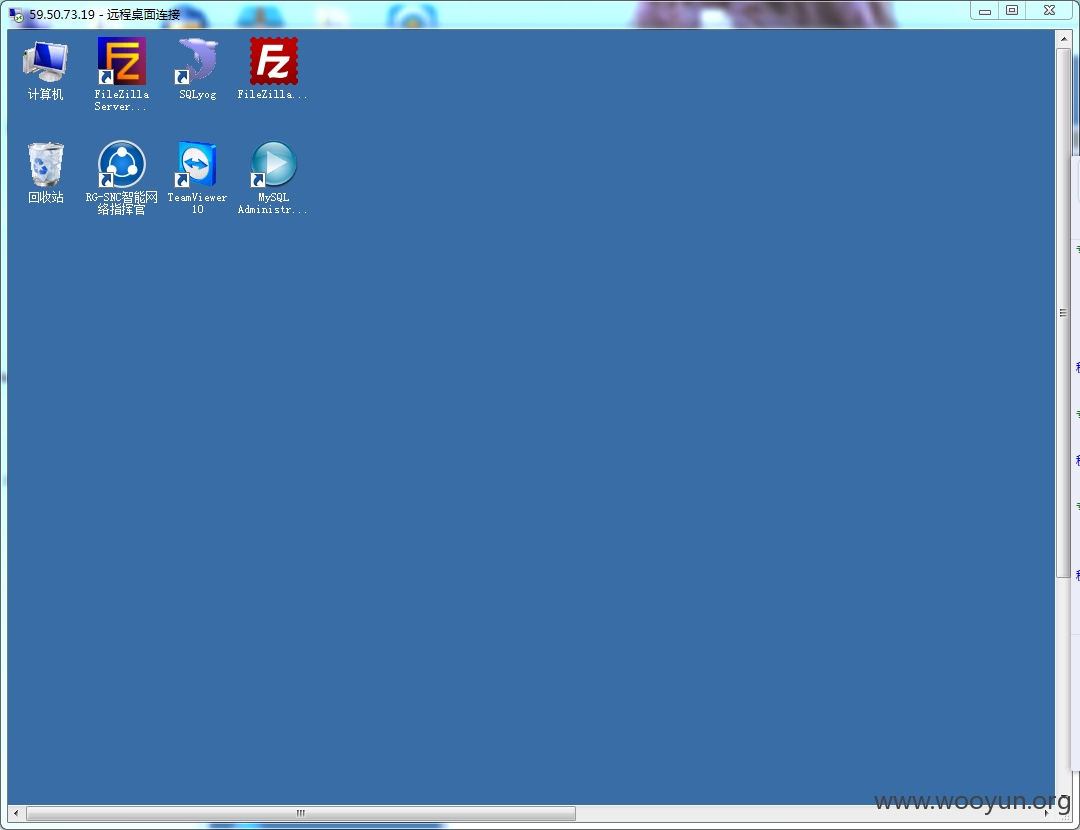 59.50.73.19 - 远程桌面连接
计算机
FileZilla
Server...
SQLyog
FileZilla...
回收站
RG-SNC智能网
络指挥官
TeamViewer
10
MySQL
Administr...
www.wooyun.org